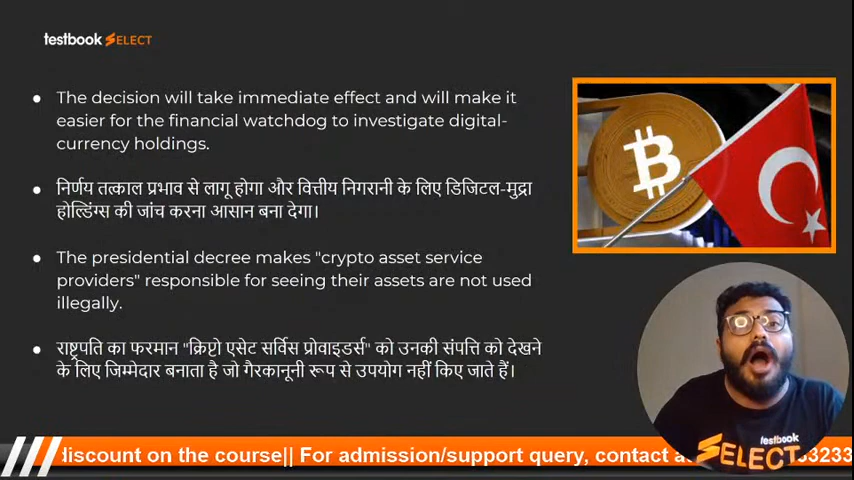 testbook SELECT
The decision will take immediate effect and will make it
easier for the financial watchdog to investigate digital-
currency holdings.
निर्णय तत्काल प्रभाव से लागू होगा और वित्तीय निगरानी के लिए डिजिटल-मुद्रा
होल्डिंग्स की जांच करना आसान बना देगा।
The presidential decree makes "crypto asset service
providers" responsible for seeing their assets are not used
illegally.
राष्ट्रपति का फरमान "क्रिप्टो एसेट सर्विस प्रोवाइडर्स" को उनकी संपत्ति को देखने
के लिए जिम्मेदार बनाता है जो गैरकानूनी रूप से उपयोग नहीं किए जाते हैं।
testbook
SELECT
discount on the course|| For admission/support query, contact